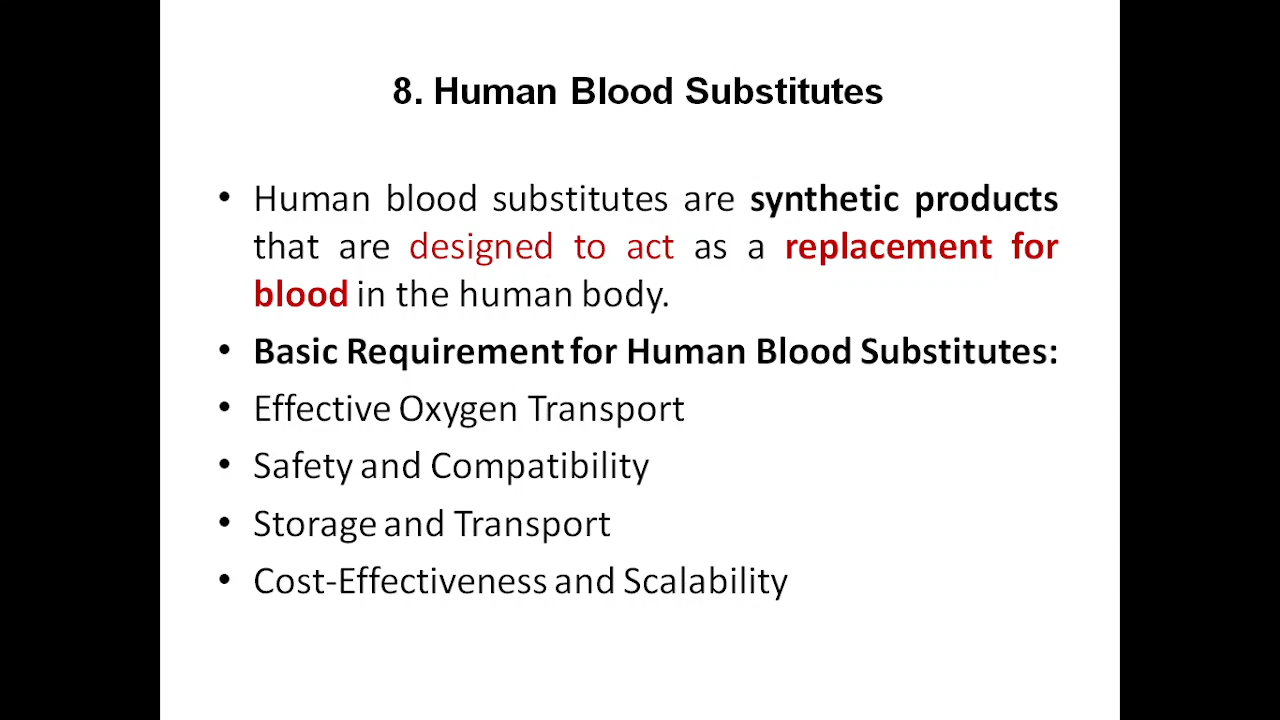 8. Human Blood Substitutes
• Human blood substitutes are synthetic products
that are designed to act as a replacement for
blood in the human body.
• Basic Requirement for Human Blood Substitutes:
• Effective Oxygen Transport
• Safety and Compatibility
• Storage and Transport
• Cost-Effectiveness and Scalability